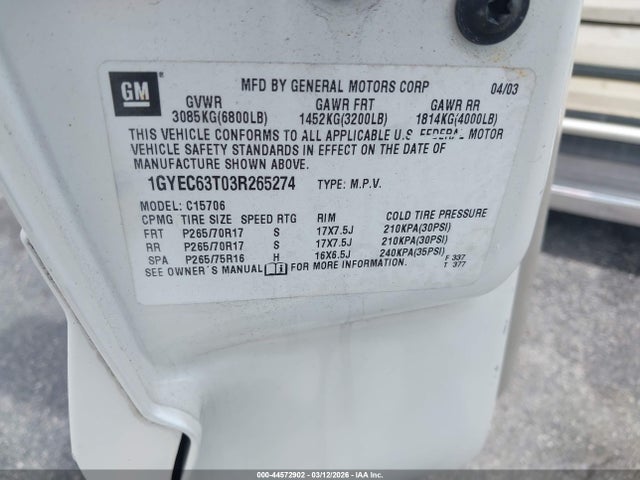 GM
MFD BY GENERAL MOTORS CORP 04/03
GVWR GAWR FRT GAWR RR
3085KG(6800LB) 1452KG(3200LB) 1814KG(4000LB)
THIS VEHICLE CONFORMS TO ALL APPLICABLE U.S. FEDERAL MOTOR
VEHICLE SAFETY STANDARDS IN EFFECT ON THE DATE OF
MANUFACTURE SHOWN ABOVE.
1GYEC63T03R265274 TYPE: M.P.V.
MODEL: C15706
CPMG TIRE SIZE SPEED RTG RIM COLD TIRE PRESSURE
FRT P265/70R17 S 17X7.5J 210KPA(30PSI)
RR P265/70R17 S 17X7.5J 210KPA(30PSI)
SPA P265/75R16 H 16X6.5J 240KPA(35PSI) F 337
SEE OWNER'S MANUAL FOR MORE INFORMATION. T 377
000-44572902 - 03/12/2026 - IAA Inc.